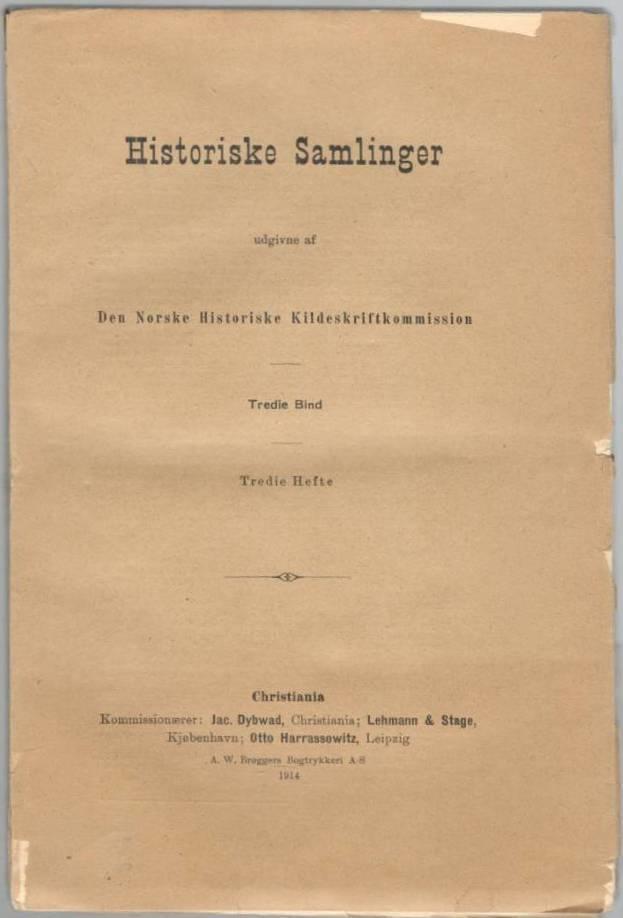 Historiske Samlinger
udgivne af
Den Norske Historiske Kildeskriftkommission
Tredie Bind
Tredie Hefte
Christiania
Kommissionærer: Jac. Dybwad, Christiania; Lehmann & Stage,
Kjøbenhavn; Otto Harrassowitz, Leipzig
A. W. Brøggers Bogtrykkeri A-S
1914